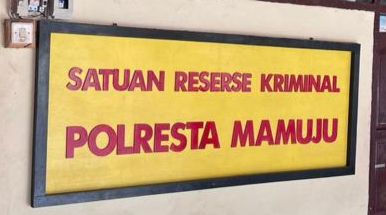 SATUAN RESERSE KRIMINAL
POLRESTA MAMUJU